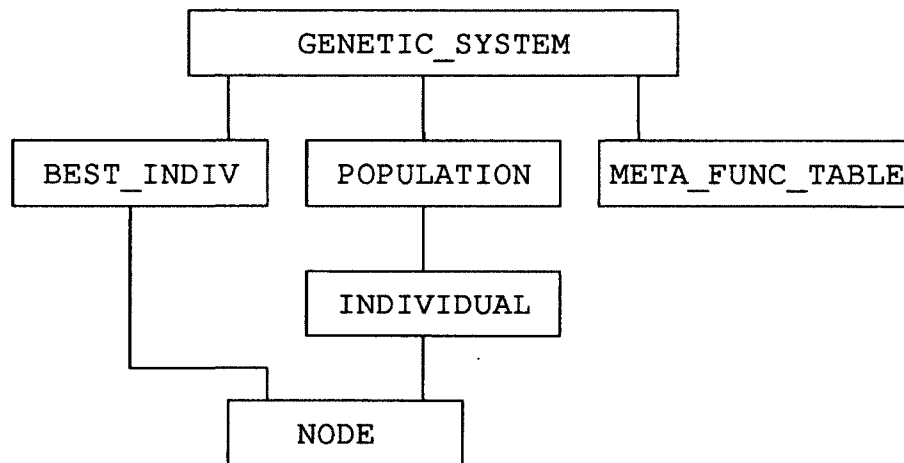 GENETIC_SYSTEM
BEST_INDIV
POPULATION
META_FUNC_TABLE
INDIVIDUAL
NODE